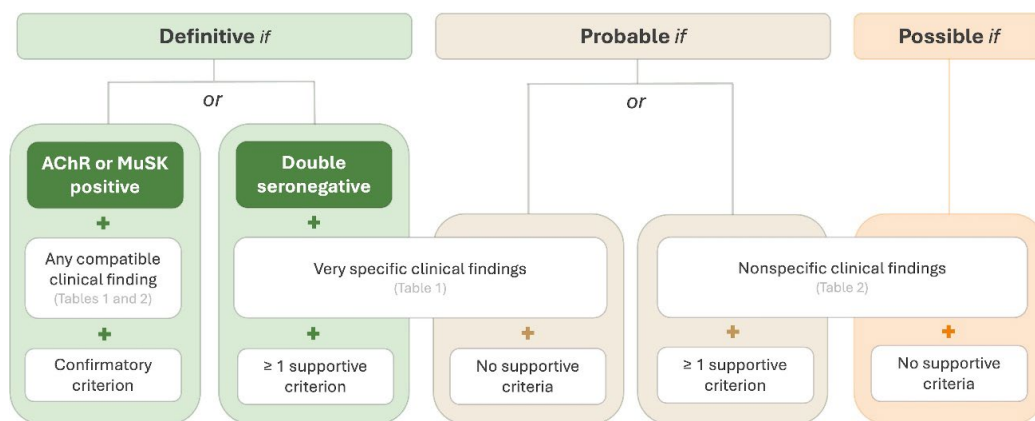 Definitive if
Probable if
Possible if
or
or
AChR or MuSK
positive
Double
seronegative
+
+
Any compatible
clinical finding
(Tables 1 and 2)
Very specific clinical findings
(Table 1)
Nonspecific clinical findings
(Table 2)
+
+
+
+
+
Confirmatory
criterion
≥ 1 supportive
criterion
No supportive
criteria
≥ 1 supportive
criterion
No supportive
criteria